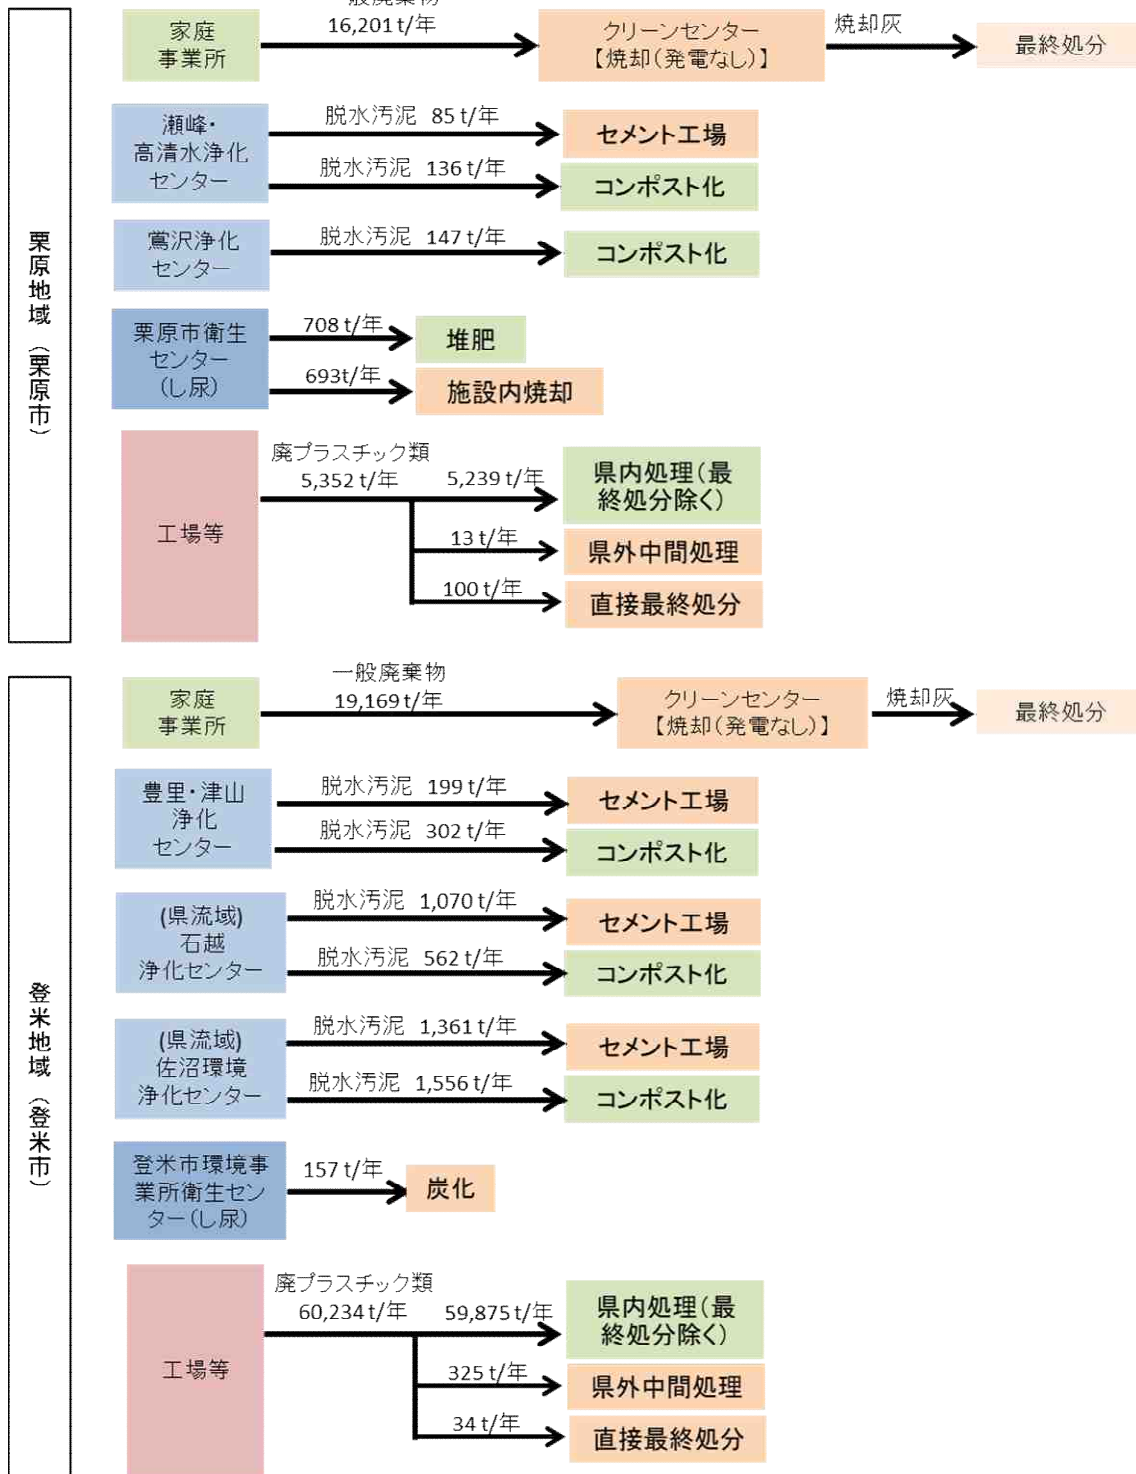 栗原地域（栗原市）
一般廃棄物
16,201 t/年
家庭
事業所
クリーンセンター
【焼却(発電なし)】
焼却灰
最終処分
瀬峰・
高清水浄化
センター
脱水汚泥 85 t/年
セメント工場
脱水汚泥 136 t/年
コンポスト化
鶯沢浄化
センター
脱水汚泥 147 t/年
コンポスト化
栗原市衛生
センター
(し尿)
708 t/年
堆肥
693t/年
施設内焼却
工場等
廃プラスチック類
5,352 t/年
5,239 t/年
県内処理(最
終処分除く)
13 t/年
県外中間処理
100 t/年
直接最終処分
登米地域（登米市）
家庭
事業所
一般廃棄物
19,169 t/年
クリーンセンター
【焼却(発電なし)】
焼却灰
最終処分
豊里・津山
浄化
センター
脱水汚泥 199 t/年
セメント工場
脱水汚泥 302 t/年
コンポスト化
(県流域)
石越
浄化センター
脱水汚泥 1,070 t/年
セメント工場
脱水汚泥 562 t/年
コンポスト化
(県流域)
佐沼環境
浄化センター
脱水汚泥 1,361 t/年
セメント工場
脱水汚泥 1,556 t/年
コンポスト化
登米市環境事
業所衛生セン
ター(し尿)
157 t/年
炭化
工場等
廃プラスチック類
60,234 t/年
59,875 t/年
県内処理(最
終処分除く)
325 t/年
県外中間処理
34 t/年
直接最終処分